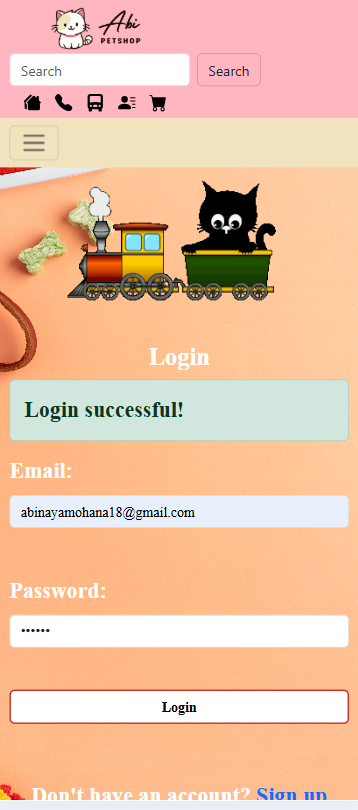 Abi
PETSHOP
Search
Search
Login
Login successful!
Email:
abinayamohana18@gmail.com
Password:
••••••
Login
Don't have an account? Sign up